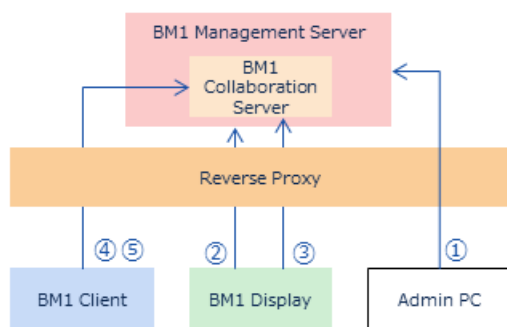 BM1 Management Server
BM1
Collaboration
Server
Reverse Proxy
④ ⑤
②
③
①
BM1 Client
BM1 Display
Admin PC